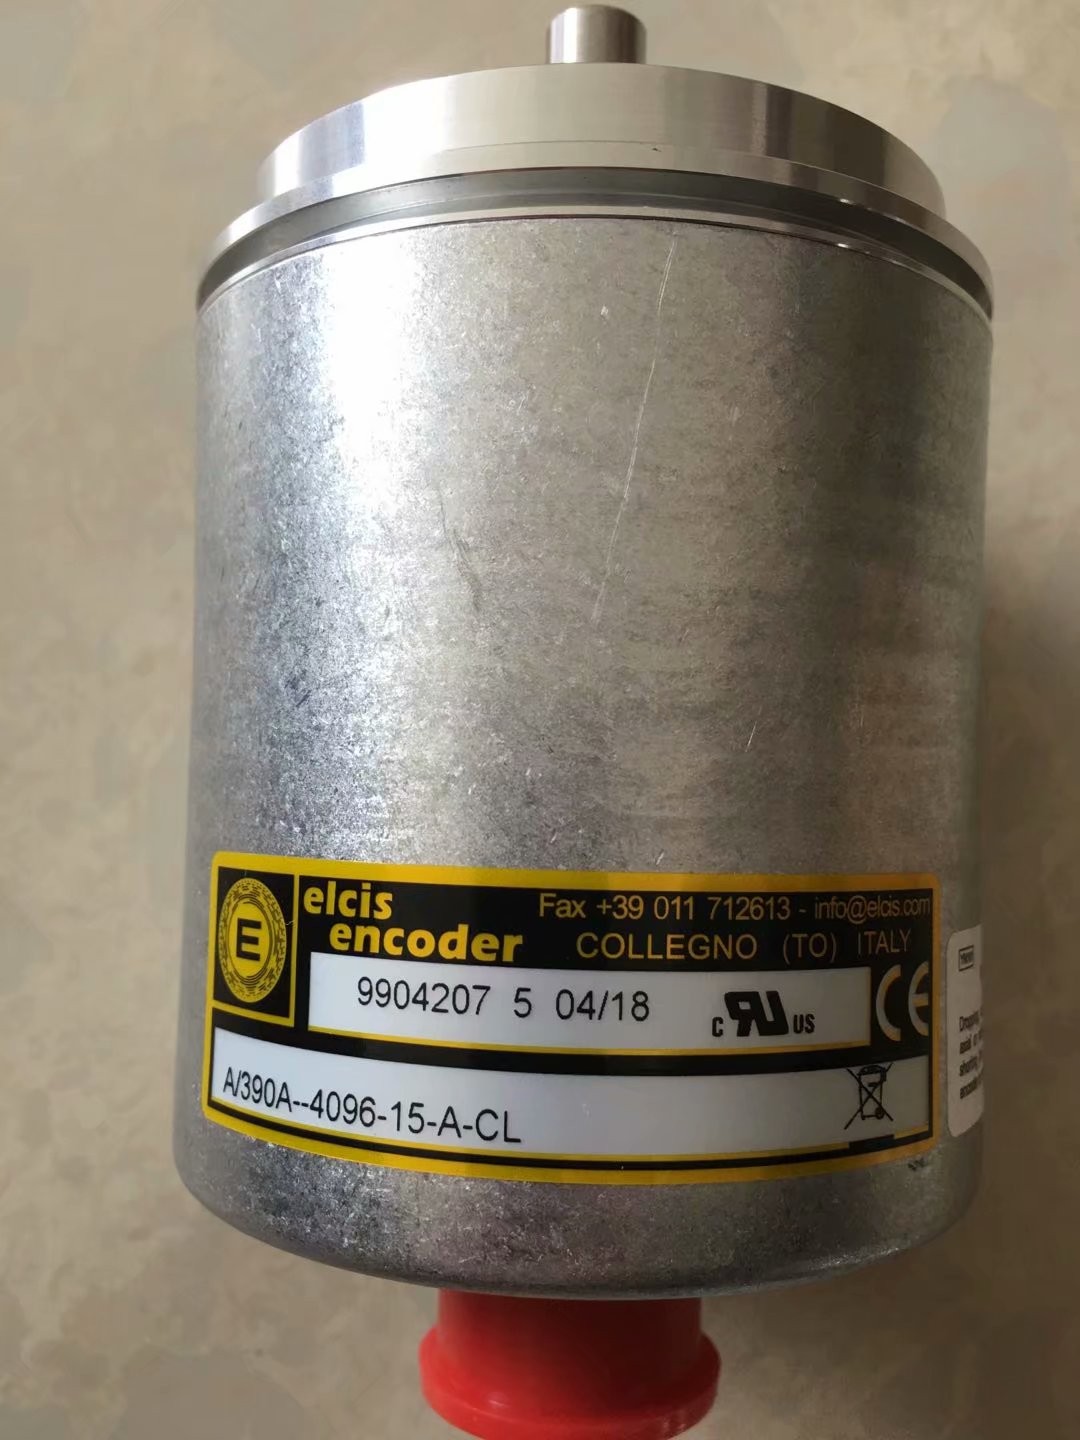 E
elcis
encoder
Fax +39 011 712613 - info@elcis.com
COLLEGNO (TO) ITALY
9904207 5 04/18
c RU US
CE
A/390A--4096-15-A-CL